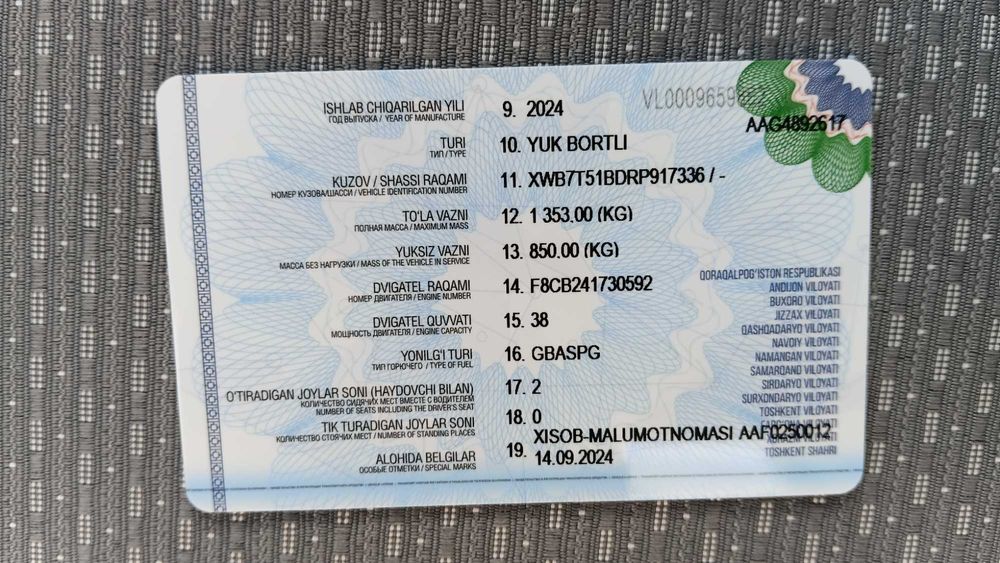 VL0009659
AAG4892617
ISHLAB CHIQARILGAN YILI
ГОД ВЫПУСКА / YEAR OF MANUFACTURE
9. 2024
TURI
ТИП / TYPE
10. YUK BORTLI
KUZOV / SHASSI RAQAMI
НОМЕР КУЗОВА/ШАССИ / VEHICLE IDENTIFICATION NUMBER
11. XWB7T51BDRP917336 / -
TO'LA VAZNI
ПОЛНАЯ МАССА / MAXIMUM MASS
12. 1 353.00 (KG)
YUKSIZ VAZNI
МАССА БЕЗ НАГРУЗКИ / MASS OF THE VEHICLE IN SERVICE
13. 850.00 (KG)
DVIGATEL RAQAMI
НОМЕР ДВИГАТЕЛЯ / ENGINE NUMBER
14. F8CB241730592
DVIGATEL QUVVATI
МОЩНОСТЬ ДВИГАТЕЛЯ / ENGINE CAPACITY
15. 38
YONILG'I TURI
ТИП ГОРЮЧЕГО / TYPE OF FUEL
16. GBASPG
O'TIRADIGAN JOYLAR SONI (HAYDOVCHI BILAN)
КОЛИЧЕСТВО СИДЯЧИХ МЕСТ ВМЕСТЕ С ВОДИТЕЛЕМ
NUMBER OF SEATS INCLUDING THE DRIVER'S SEAT
17. 2
TIK TURADIGAN JOYLAR SONI
КОЛИЧЕСТВО СТОЯЧИХ МЕСТ / NUMBER OF STANDING PLACES
18. 0
ALOHIDA BELGILAR
ОСОБЫЕ ОТМЕТКИ / SPECIAL MARKS
19. XISOB-MALUMOTNOMASI AAF0250012
14.09.2024
QORAQALPOG'ISTON RESPUBLIKASI
ANDIJON VILOYATI
BUXORO VILOYATI
JIZZAX VILOYATI
QASHQADARYO VILOYATI
NAVOIY VILOYATI
NAMANGAN VILOYATI
SAMARQAND VILOYATI
SIRDARYO VILOYATI
SURXONDARYO VILOYATI
TOSHKENT VILOYATI
TOSHKENT SHAHRI